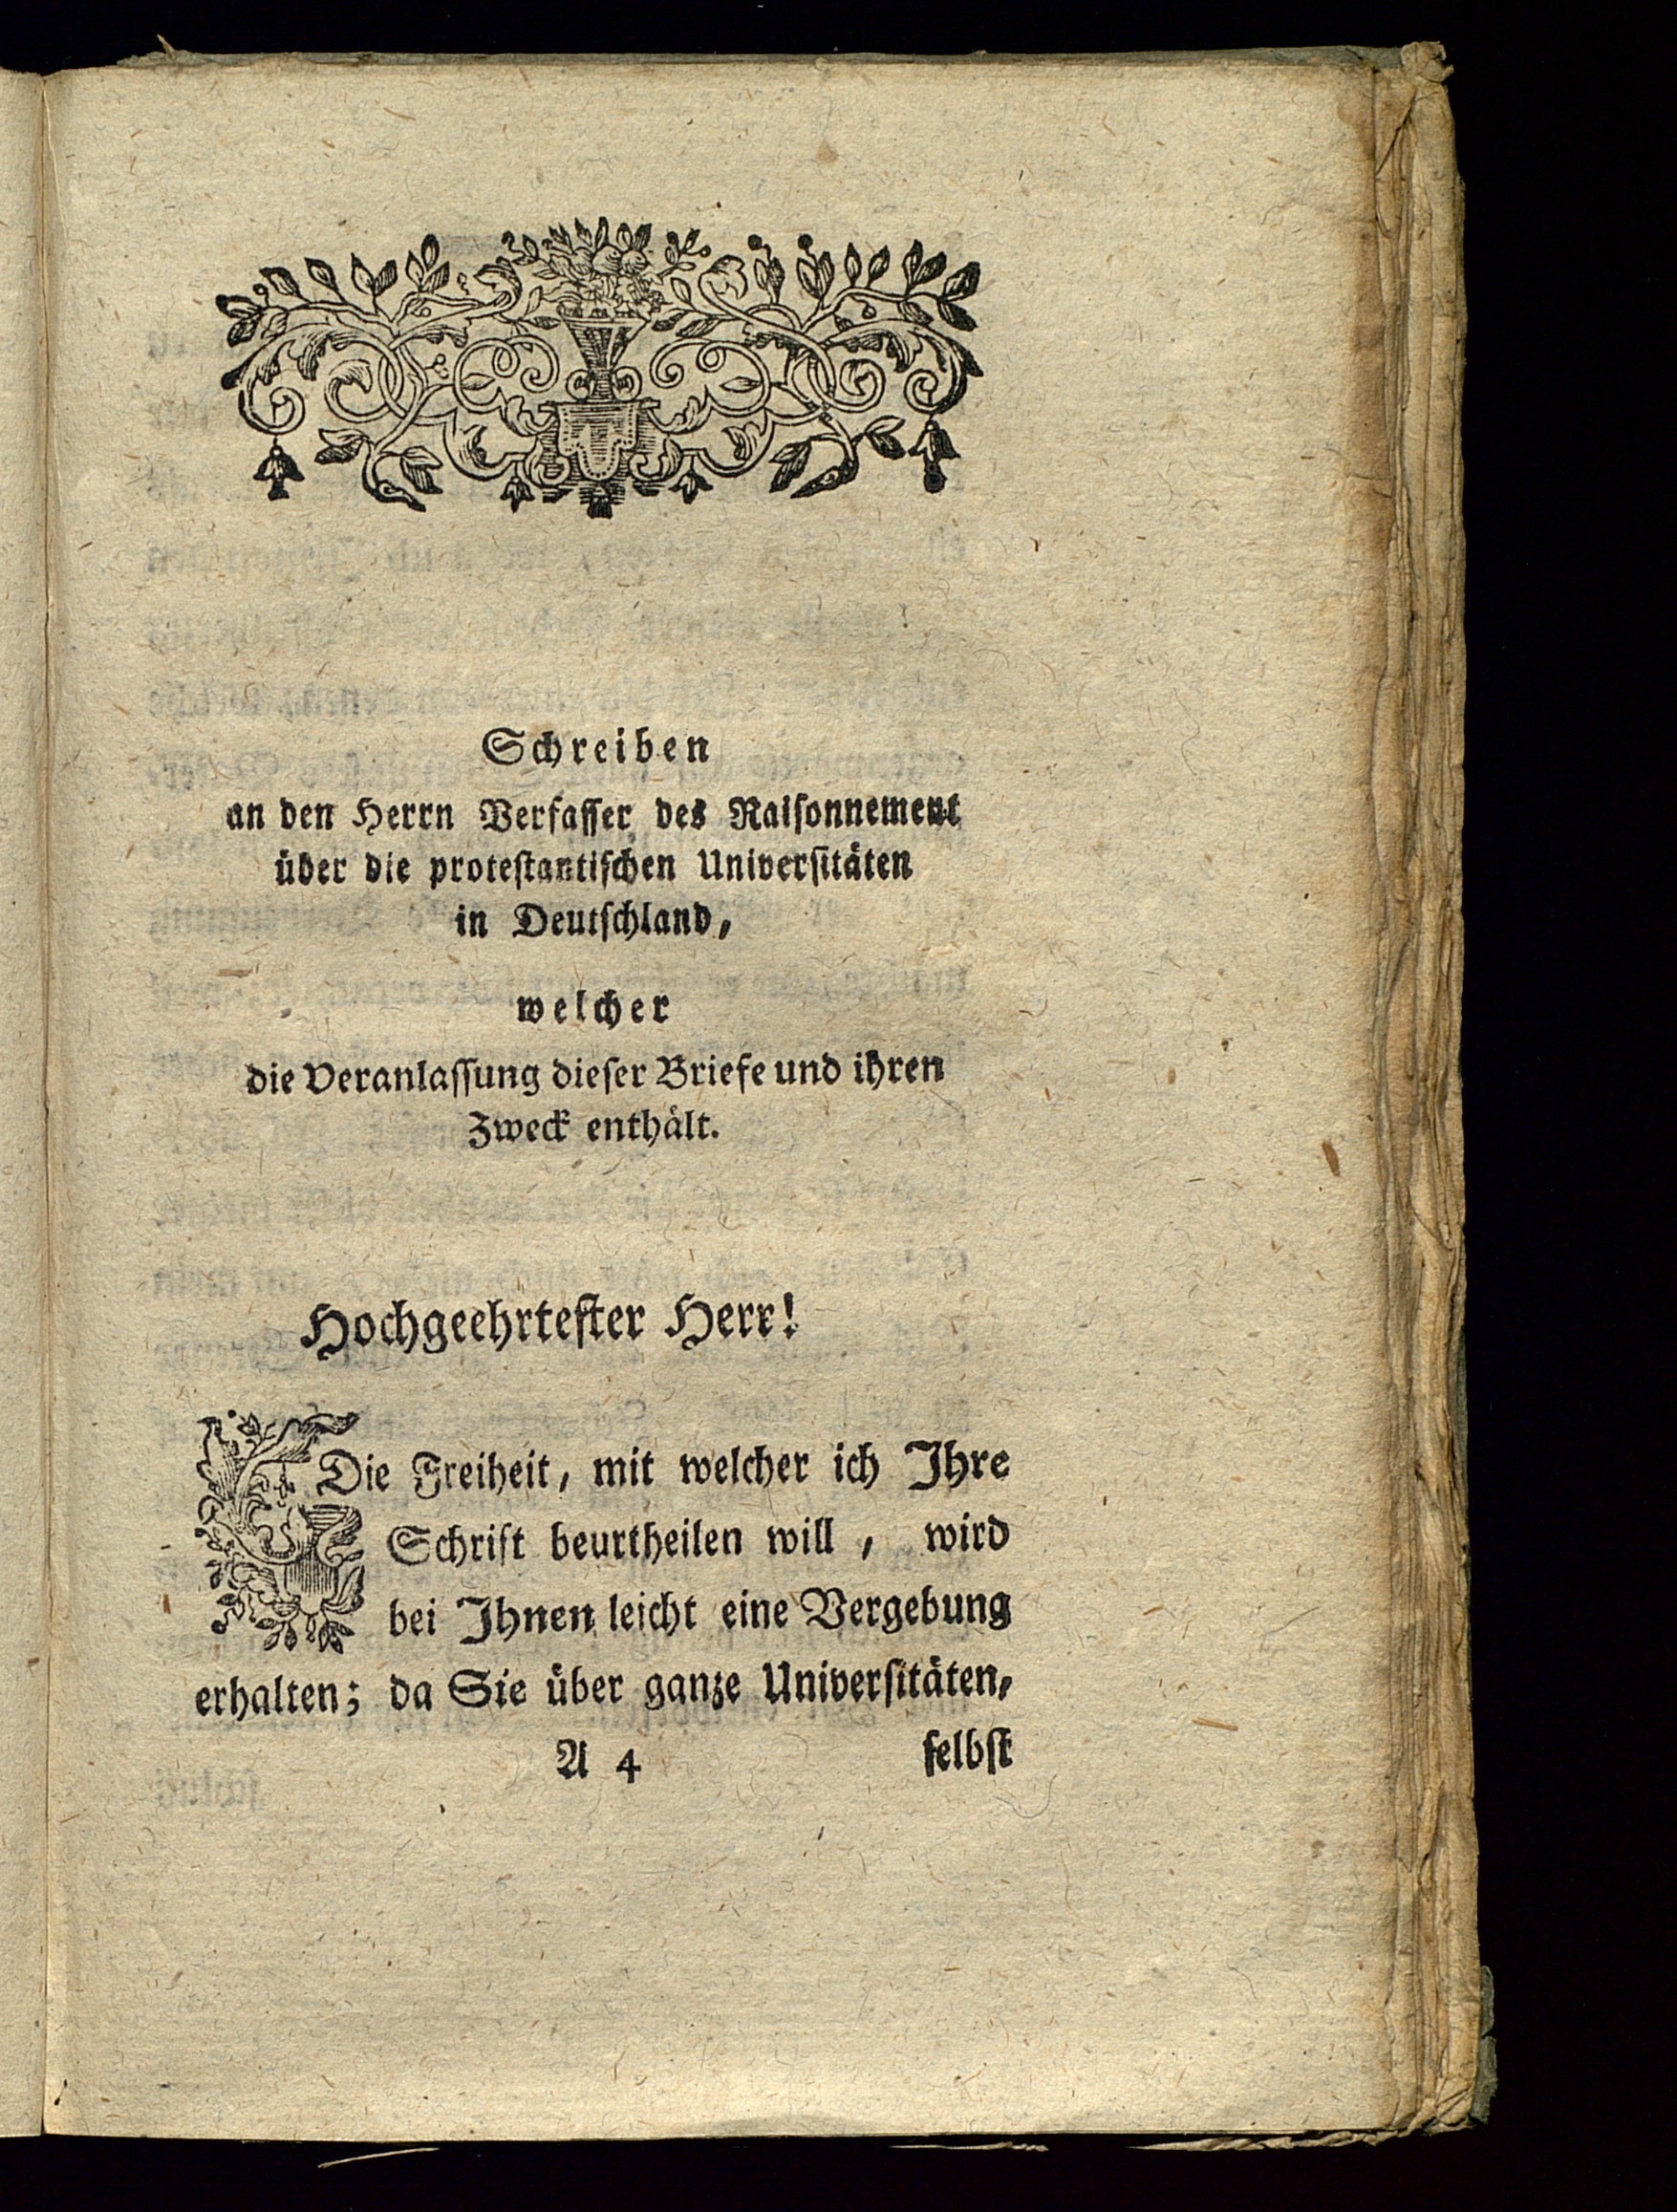 Schreiben
an den Herrn Verfasser des Raisonnement
über die protestantischen Universitäten
in Deutschland,
welcher
die Veranlassung dieser Briefe und ihren
Zweck enthält.
Hochgeehrtester Herr!
Die Freiheit, mit welcher ich Ihre
Schrift beurtheilen will, wird
bei Ihnen leicht eine Vergebung
erhalten; da Sie über ganze Universitäten,
A 4 selbst